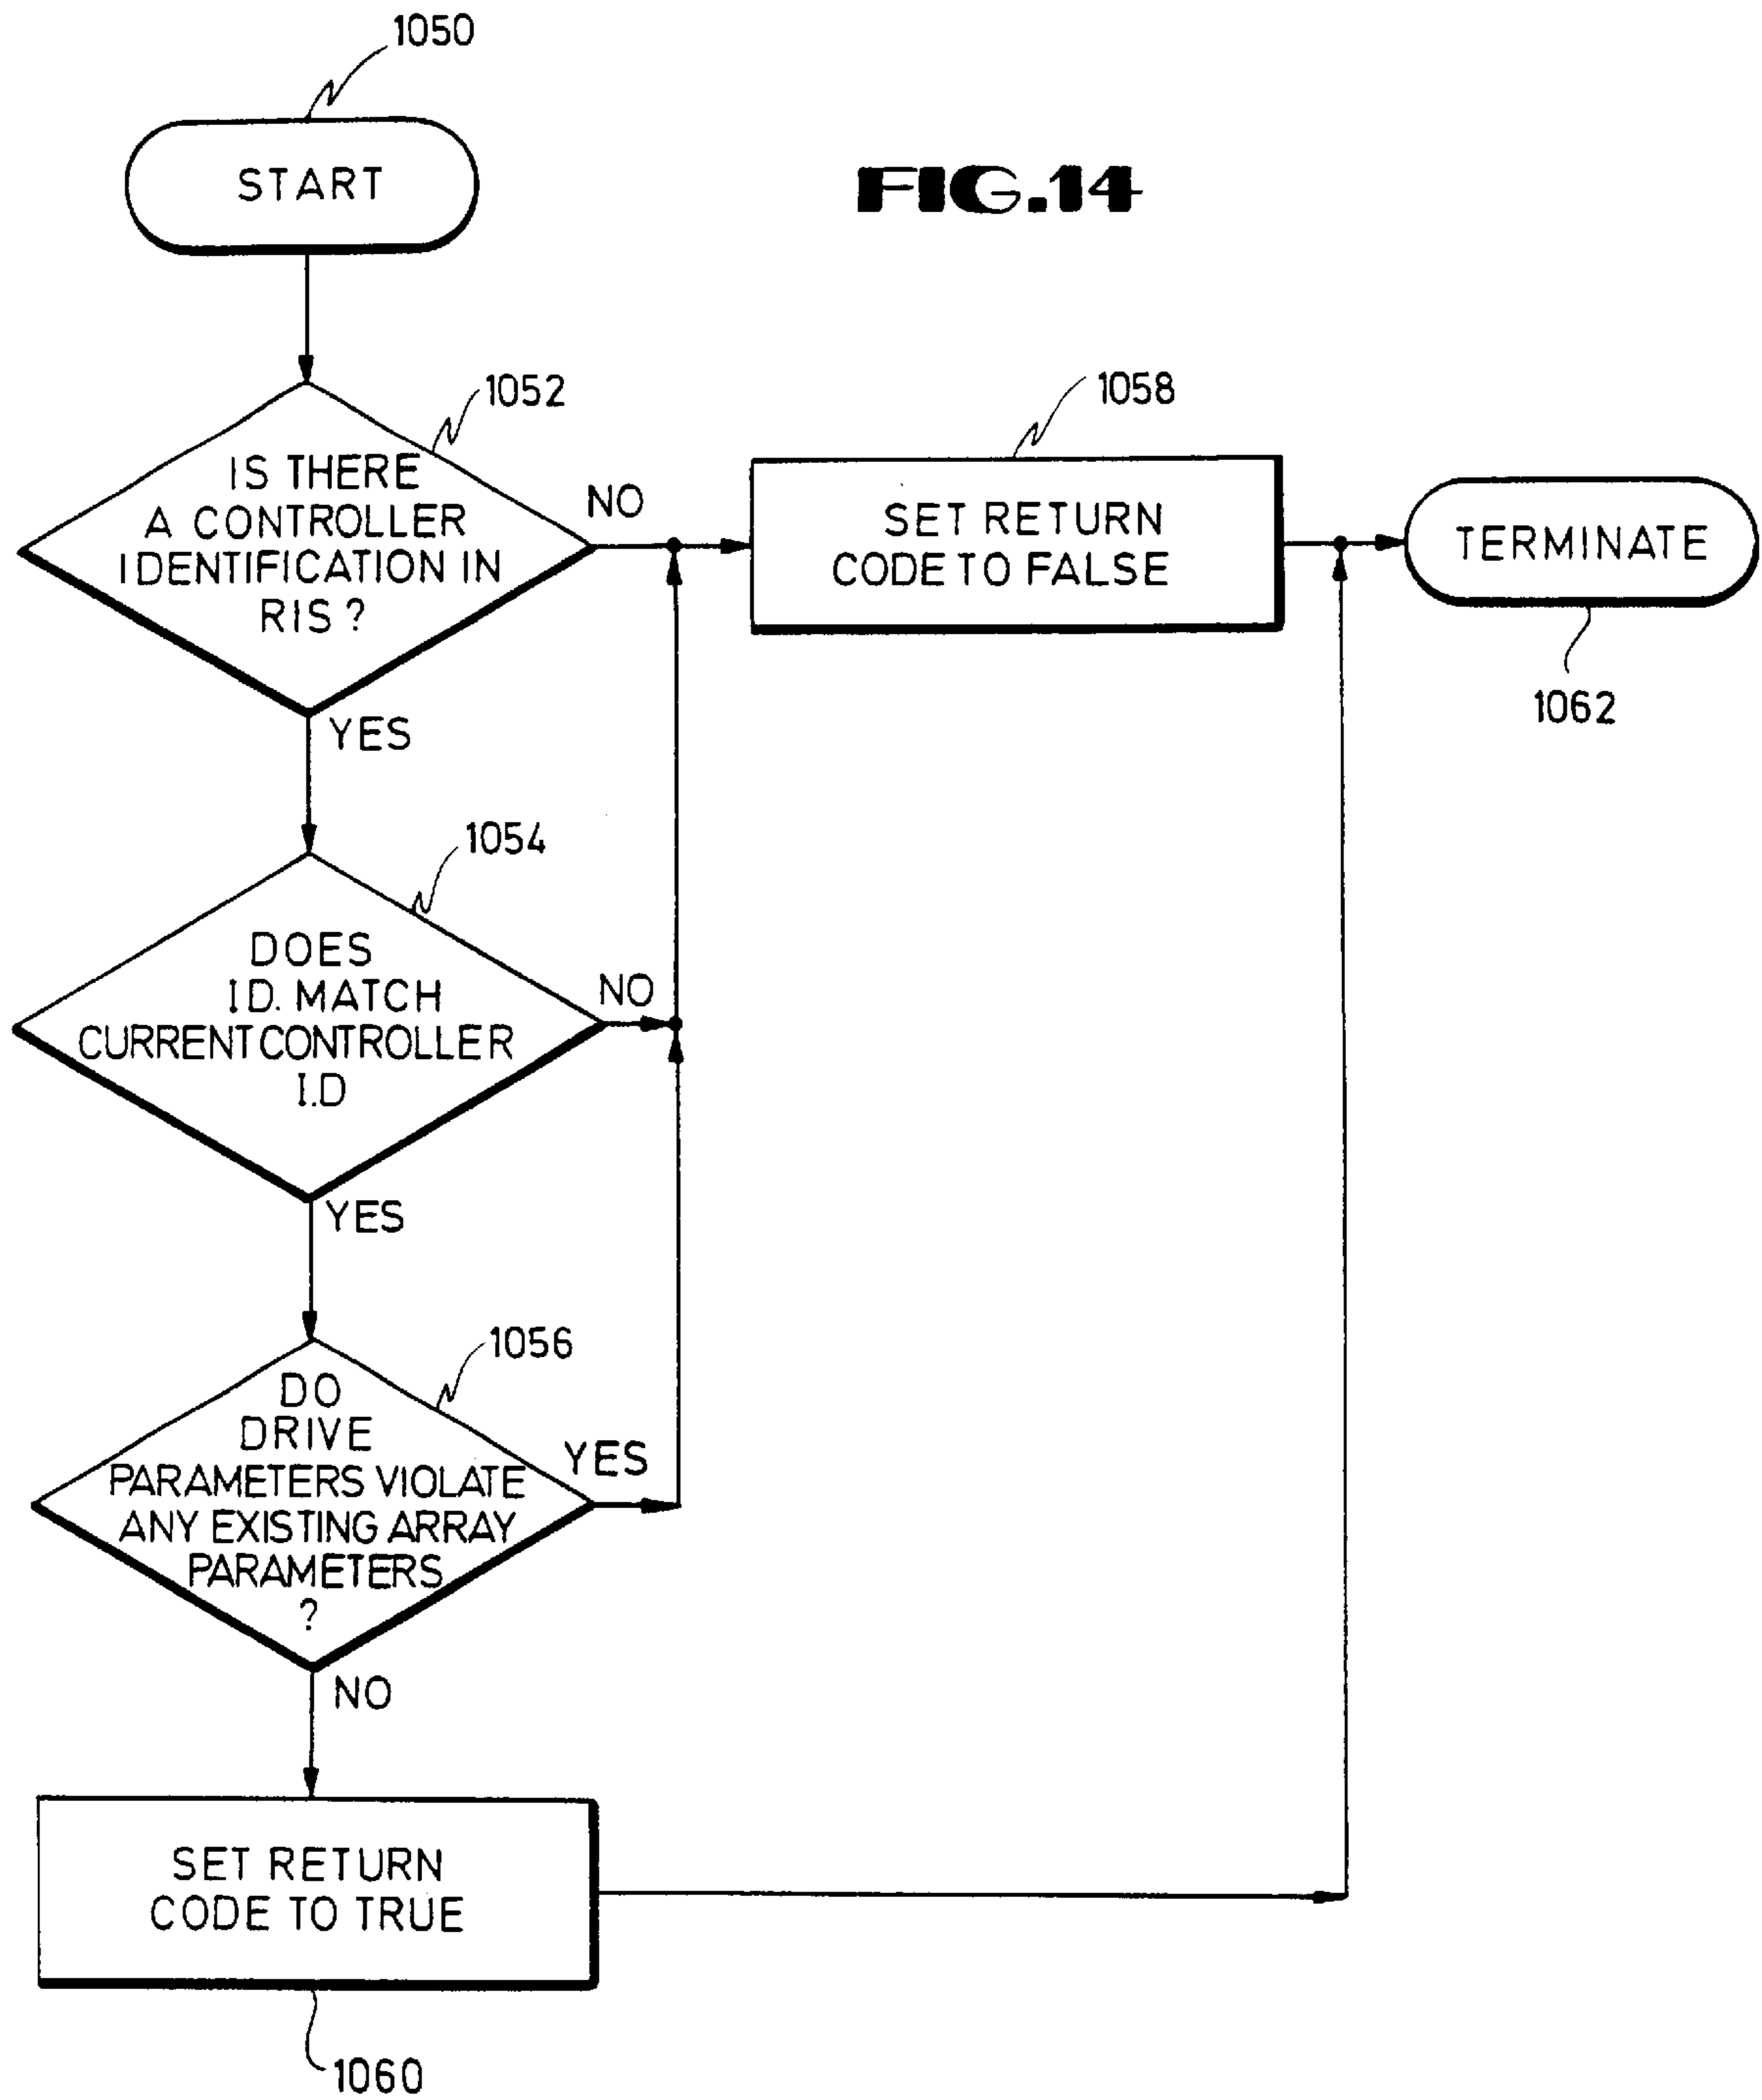 1050
START
FIG.14
1052
IS THERE
A CONTROLLER
IDENTIFICATION IN
RIS ?
NO
YES
1058
SET RETURN
CODE TO FALSE
TERMINATE
1062
1054
DOES
I.D. MATCH
CURRENT CONTROLLER
I.D
NO
YES
1056
DO
DRIVE
PARAMETERS VIOLATE
ANY EXISTING ARRAY
PARAMETERS
?
YES
NO
SET RETURN
CODE TO TRUE
1060